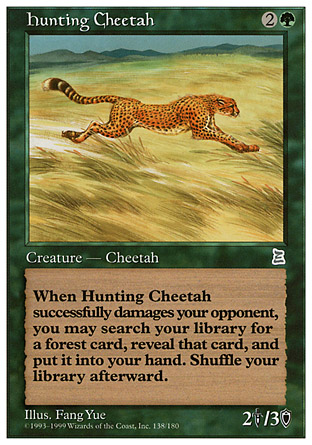 Hunting Cheetah 2
Creature — Cheetah
When Hunting Cheetah
successfully damages your opponent,
you may search your library for
a forest card, reveal that card, and
put it into your hand. Shuffle your
library afterward.
Illus. Fang Yue
©1993–1999 Wizards of the Coast, Inc. 138/180
2/3